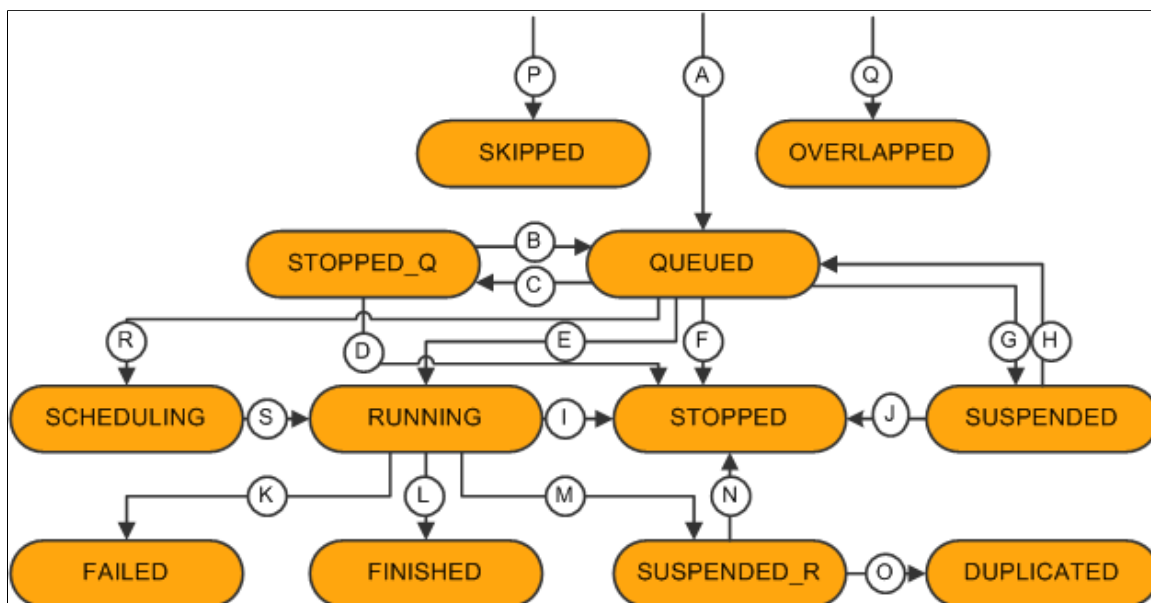 P
A
Q
SKIPPED
OVERLAPPED
B
STOPPED_Q
QUEUED
C
R
D
E
F
G
H
SCHEDULING
S
RUNNING
I
STOPPED
J
SUSPENDED
K
L
M
N
FAILED
FINISHED
SUSPENDED_R
O
DUPLICATED